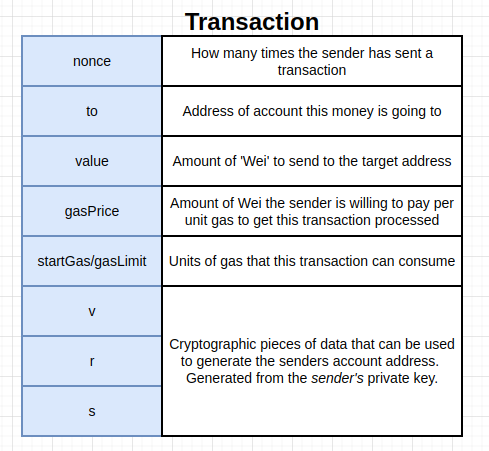 Transaction
nonce
How many times the sender has sent a
transaction
to
Address of account this money is going to
value
Amount of 'Wei' to send to the target address
gasPrice
Amount of Wei the sender is willing to pay per
unit gas to get this transaction processed
startGas/gasLimit
Units of gas that this transaction can consume
v
r
s
Cryptographic pieces of data that can be used
to generate the senders account address.
Generated from the sender's private key.